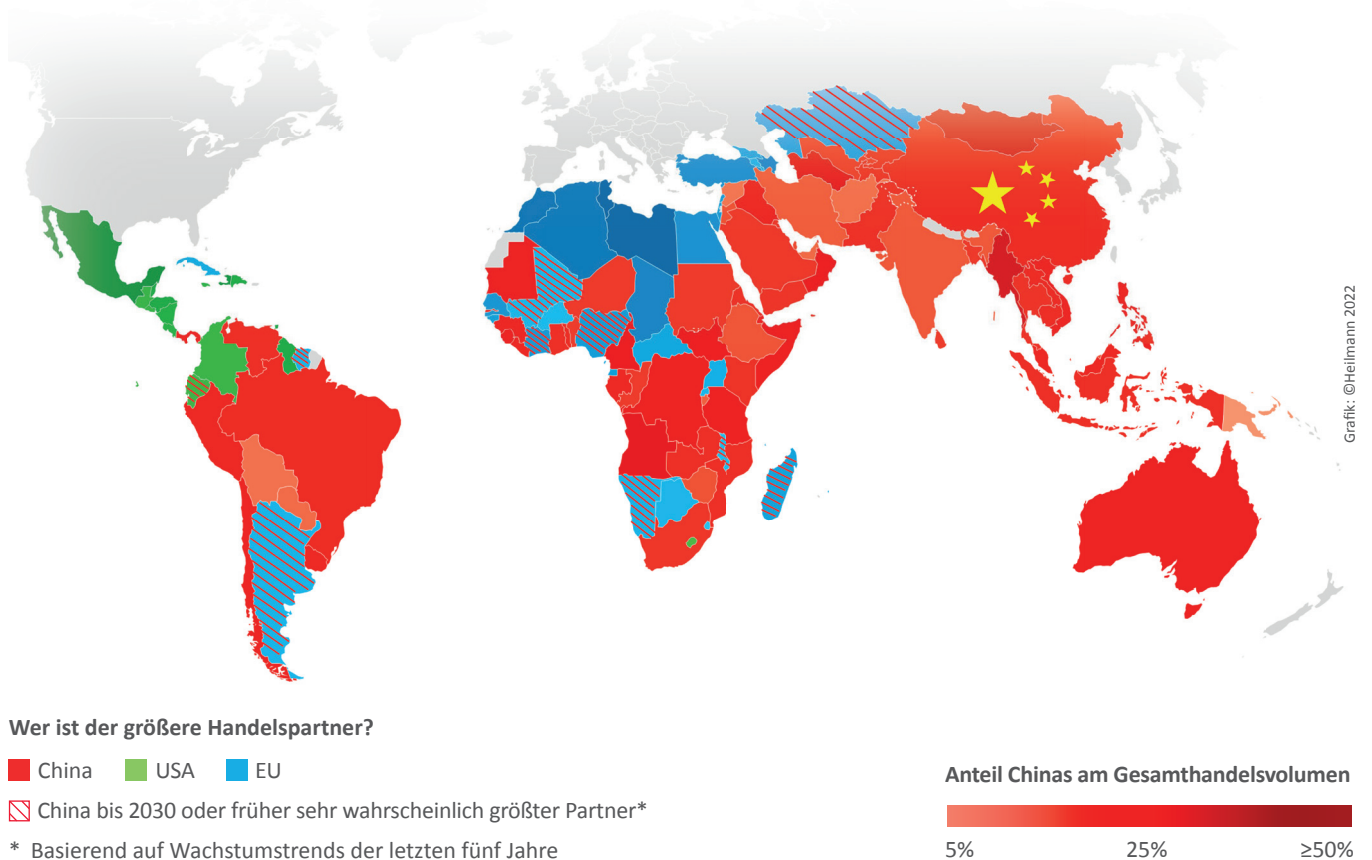 Grafik: ©Heilmann 2022
Wer ist der größere Handelspartner?
China USA EU
China bis 2030 oder früher sehr wahrscheinlich größter Partner*
* Basierend auf Wachstumstrends der letzten fünf Jahre
Anteil Chinas am Gesamthandelsvolumen
5% 25% ≥50%